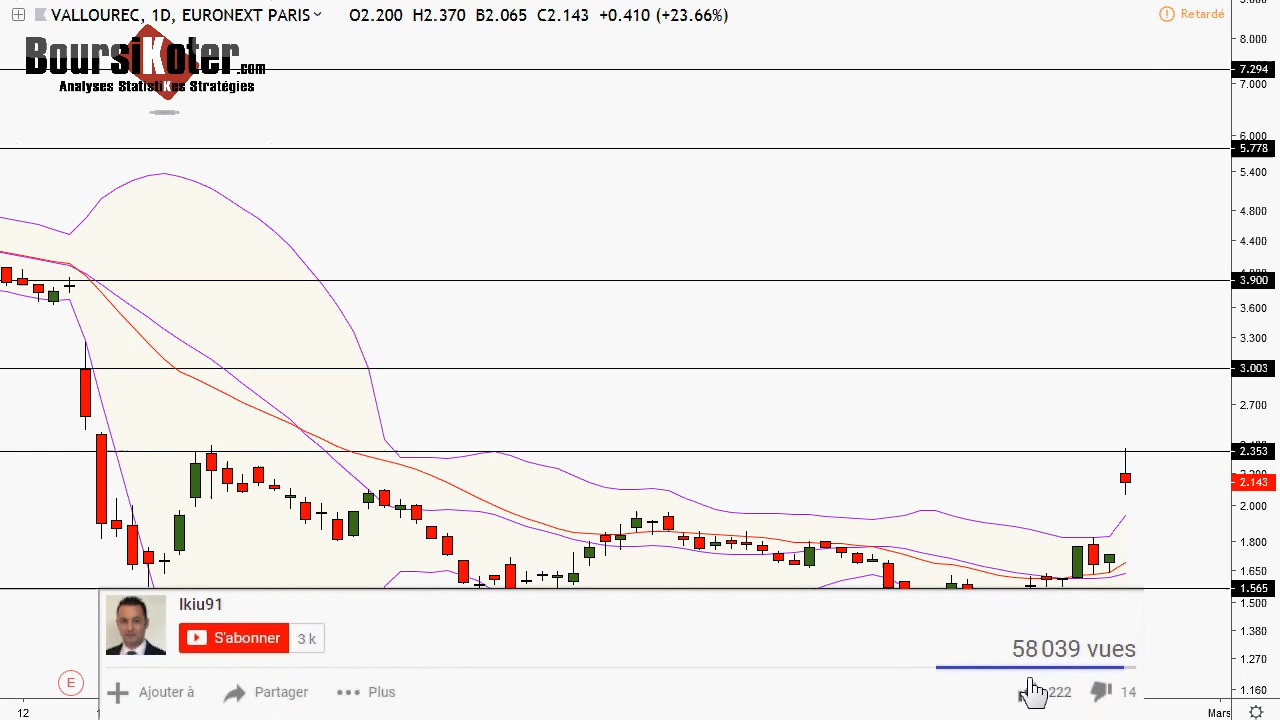 VALLOUREC, 1D, EURONEXT PARIS O2.200 H2.370 B2.065 C2.143 +0.410 (+23.66%)
Retardé
BoursiKoter.com
Analyses StatistiKes Stratégies
8.000
7.294
7.000
6.000
5.778
5.400
4.800
4.400
3.900
3.600
3.300
3.003
2.700
2.353
2.143
2.000
1.800
1.650
1.565
1.500
1.380
1.270
1.160
lkiu91
S'abonner 3 k
58 039 vues
E
Ajouter à Partager Plus 222 14
12 Mars